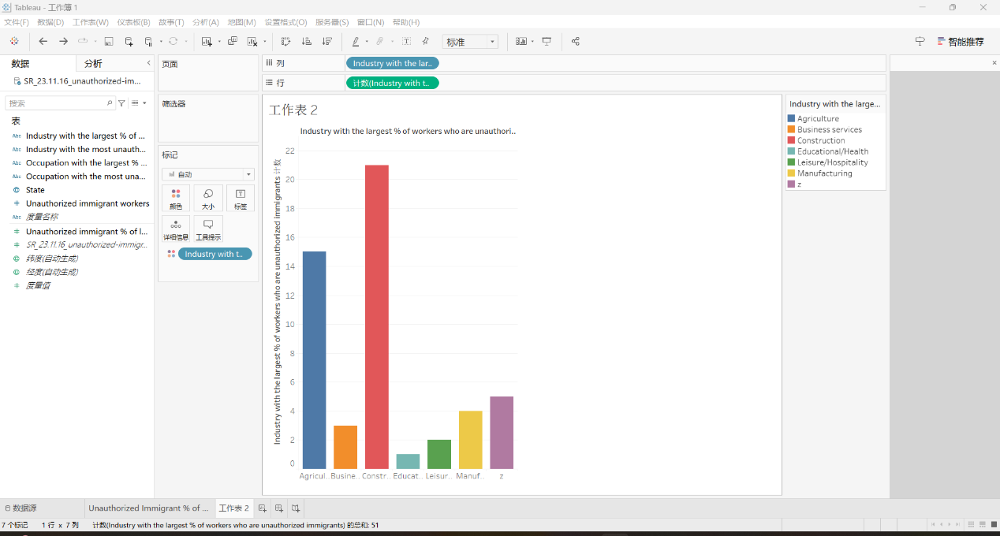 Tableau - 工作簿 1
文件(F) 数据(D) 工作表(W) 仪表板(B) 故事(T) 分析(A) 地图(M) 设置格式(O) 服务器(S) 窗口(N) 帮助(H)
标准
智能推荐
数据 分析
SR_23.11.16_unauthorized-im...
搜索
表
Abc Industry with the largest % of ...
Abc Industry with the most unauth...
Abc Occupation with the largest % ...
Abc Occupation with the most una...
State
# Unauthorized immigrant workers
Abc 度量名称
# Unauthorized immigrant % of l...
# SR_23.11.16_unauthorized-immigr...
纬度(自动生成)
经度(自动生成)
# 度量值
页面
筛选器
标记
自动
颜色 大小 标签
详细信息 工具提示
Industry with t..
列 Industry with the lar..
行 计数(Industry with t..
工作表 2
Industry with the largest % of workers who are unauthori..
Industry with the largest % of workers who are unauthorized immigrants 计数
22
20
18
16
14
12
10
8
6
4
2
0
Agricul.. Busine.. Constr.. Educat.. Leisur.. Manuf.. z
Industry with the large...
Agriculture
Business services
Construction
Educational/Health
Leisure/Hospitality
Manufacturing
z
数据源 Unauthorized Immigrant % of ... 工作表 2
7 个标记 1 行 x 7 列 计数(Industry with the largest % of workers who are unauthorized immigrants) 的总和: 51